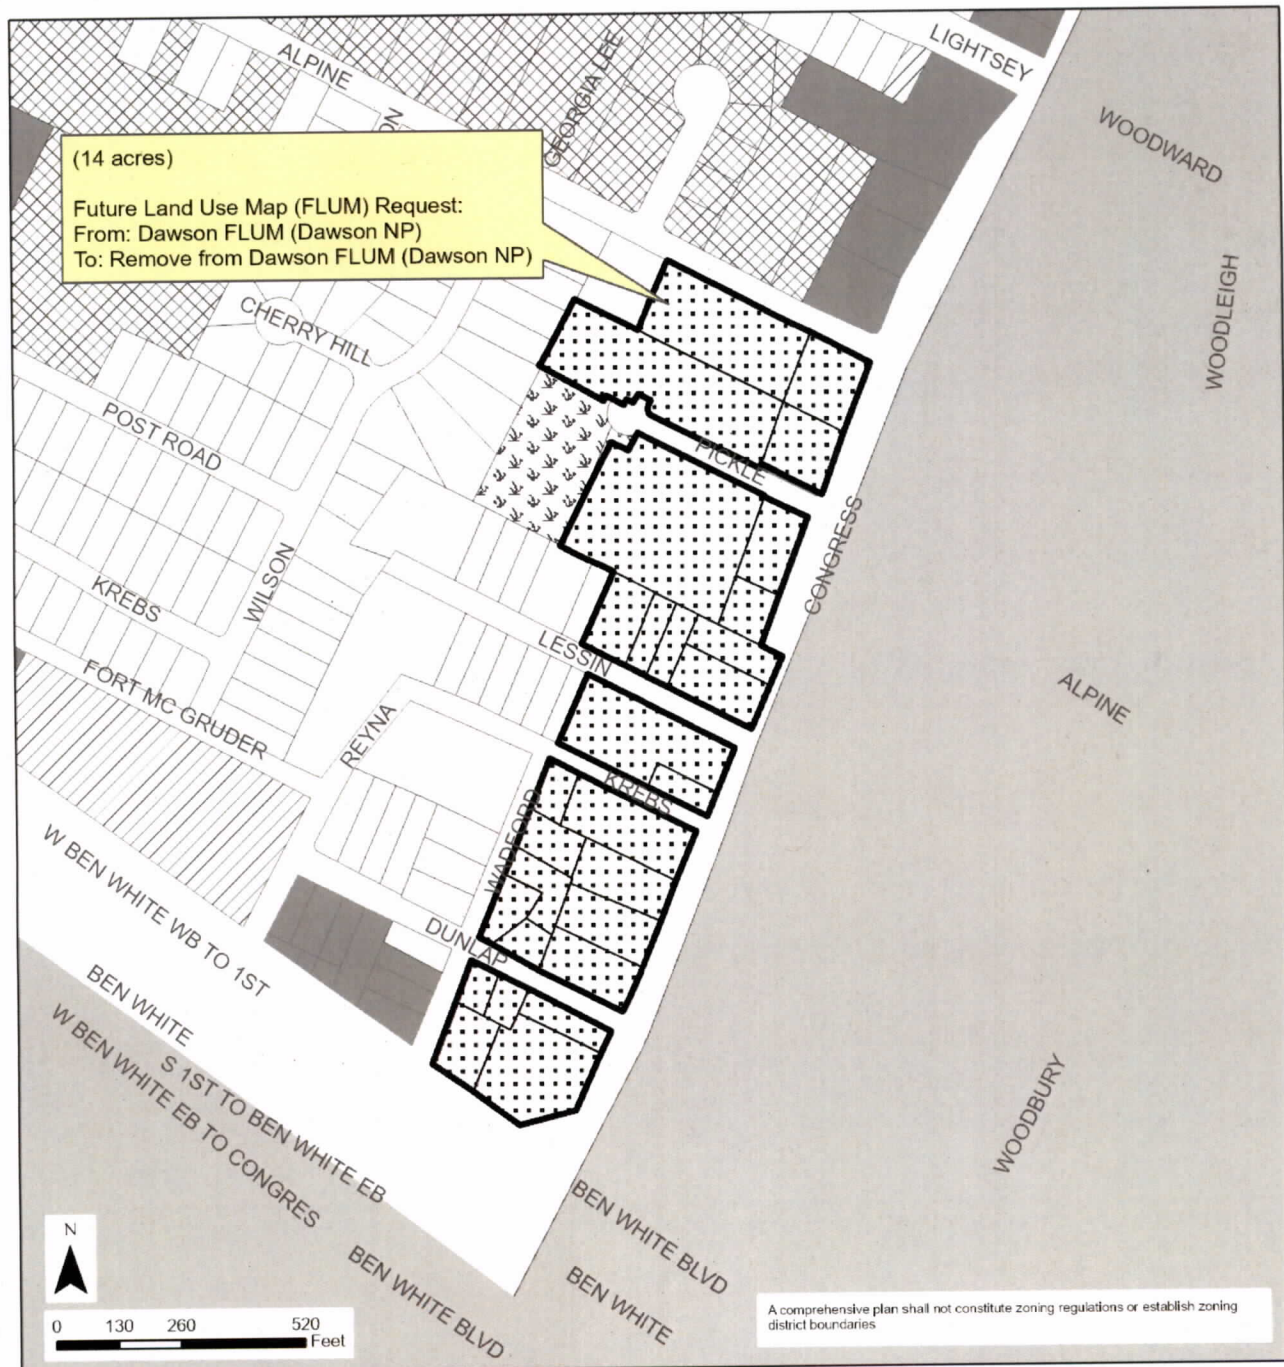 LIGHTSEY
ALPINE
GEORGIA LEE
ON
WOODWARD
(14 acres)
Future Land Use Map (FLUM) Request:
From: Dawson FLUM (Dawson NP)
To: Remove from Dawson FLUM (Dawson NP)
WOODLEIGH
CHERRY HILL
POST ROAD
PICKLE
CONGRESS
KREBS
WILSON
LESSIN
FORT MC GRUDER
REYNA
ALPINE
KREBS
WADFORD
W BEN WHITE WB TO 1ST
DUNLAP
BEN WHITE
S 1ST TO BEN WHITE EB
W BEN WHITE EB TO CONGRES
WOODBURY
BEN WHITE BLVD
BEN WHITE
BEN WHITE BLVD
N
0 130 260 520
Feet
A comprehensive plan shall not constitute zoning regulations or establish zoning
district boundaries